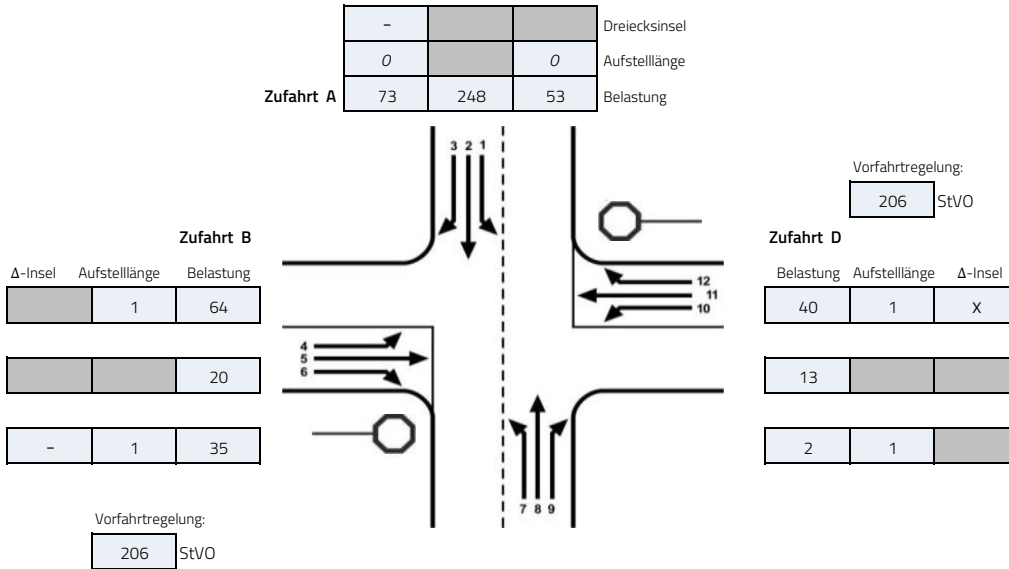 - Dreiecksinsel
0 0 Aufstelllänge
Zufahrt A 73 248 53 Belastung
3 2 1
Vorfahrtregelung:
206 StVO
Zufahrt B
Zufahrt D
Δ-Insel Aufstelllänge Belastung
Belastung Aufstelllänge Δ-Insel
1 64
12
11
10
40 1 X
4
5
6
20
13
- 1 35
2 1
7 8 9
Vorfahrtregelung:
206 StVO